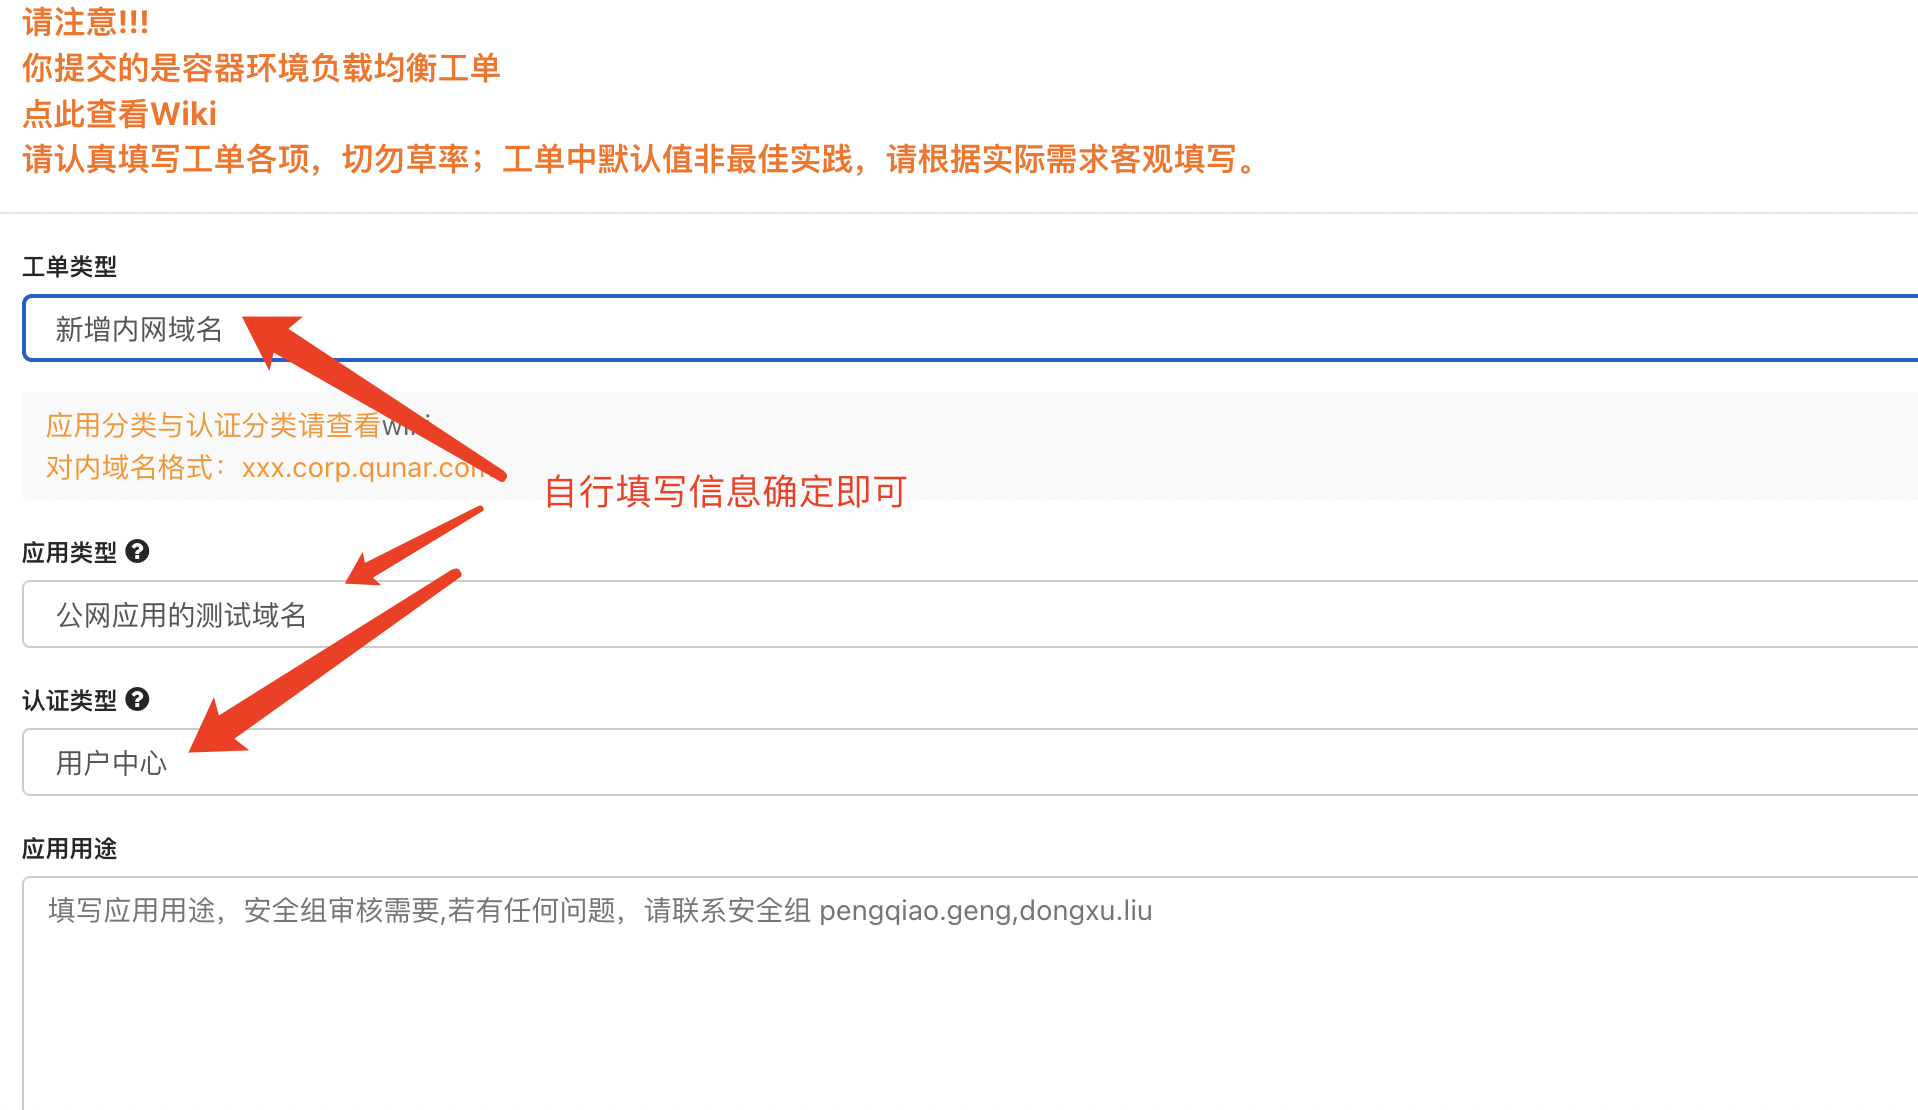 请注意!!!
你提交的是容器环境负载均衡工单
点此查看Wiki
请认真填写工单各项，切勿草率；工单中默认值非最佳实践，请根据实际需求客观填写。
工单类型
新增内网域名
应用分类与认证分类请查看wiki
对内域名格式：xxx.corp.qunar.com
自行填写信息确定即可
应用类型
公网应用的测试域名
认证类型
用户中心
应用用途
填写应用用途，安全组审核需要,若有任何问题，请联系安全组 pengqiao.geng,dongxu.liu